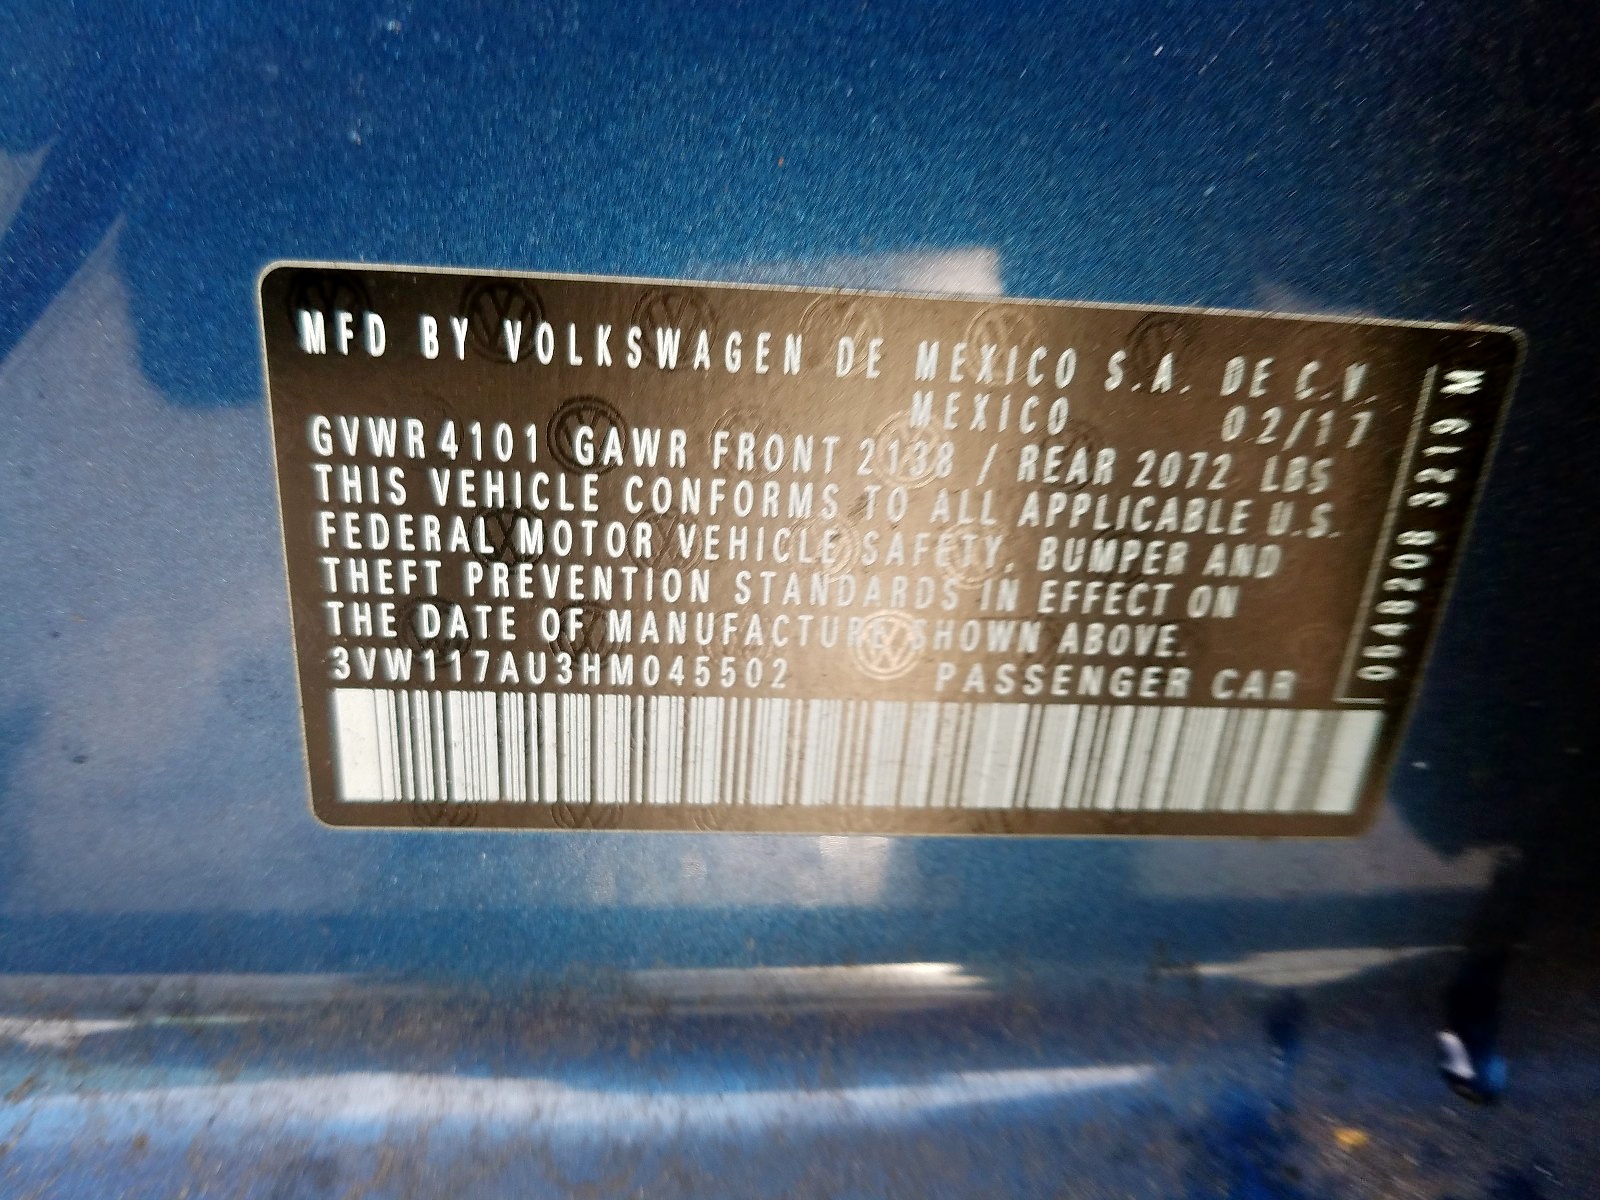 MFD BY VOLKSWAGEN DE MEXICO S.A. DE C.V.
MEXICO 02/17
GVWR 4101 GAWR FRONT 2138 / REAR 2072 LBS
THIS VEHICLE CONFORMS TO ALL APPLICABLE U.S.
FEDERAL MOTOR VEHICLE SAFETY, BUMPER AND
THEFT PREVENTION STANDARDS IN EFFECT ON
THE DATE OF MANUFACTURE SHOWN ABOVE.
3VW117AU3HM045502 PASSENGER CAR